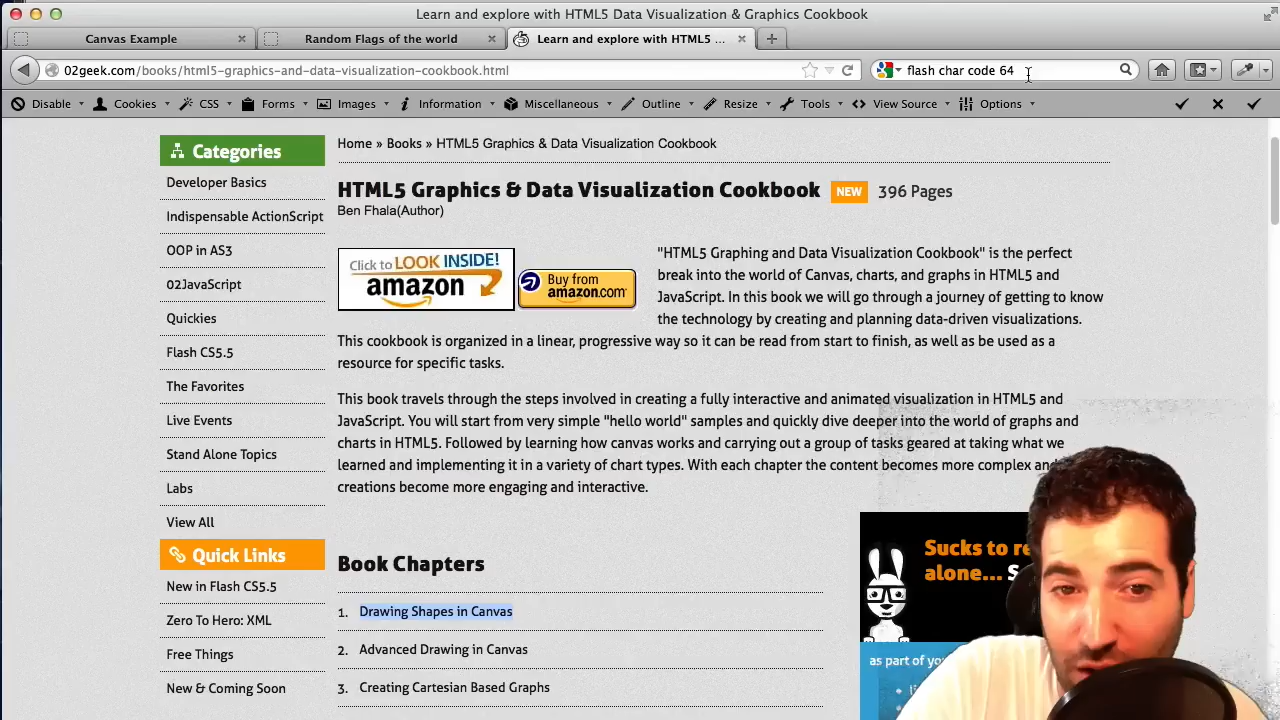 Learn and explore with HTML5 Data Visualization & Graphics Cookbook
Canvas Example
Random Flags of the world
Learn and explore with HTML5 ...
02geek.com/books/html5-graphics-and-data-visualization-cookbook.html
flash char code 64
Disable
Cookies
CSS
Forms
Images
Information
Miscellaneous
Outline
Resize
Tools
View Source
Options
Categories
Developer Basics
Indispensable ActionScript
OOP in AS3
02JavaScript
Quickies
Flash CS5.5
The Favorites
Live Events
Stand Alone Topics
Labs
View All
Quick Links
New in Flash CS5.5
Zero To Hero: XML
Free Things
New & Coming Soon
Home » Books » HTML5 Graphics & Data Visualization Cookbook
HTML5 Graphics & Data Visualization Cookbook NEW 396 Pages
Ben Fhala(Author)
Click to LOOK INSIDE!
amazon
Buy from
amazon.com
"HTML5 Graphing and Data Visualization Cookbook" is the perfect
break into the world of Canvas, charts, and graphs in HTML5 and
JavaScript. In this book we will go through a journey of getting to know
the technology by creating and planning data-driven visualizations.
This cookbook is organized in a linear, progressive way so it can be read from start to finish, as well as be used as a
resource for specific tasks.
This book travels through the steps involved in creating a fully interactive and animated visualization in HTML5 and
JavaScript. You will start from very simple "hello world" samples and quickly dive deeper into the world of graphs and
charts in HTML5. Followed by learning how canvas works and carrying out a group of tasks geared at taking what we
learned and implementing it in a variety of chart types. With each chapter the content becomes more complex and
creations become more engaging and interactive.
Book Chapters
1. Drawing Shapes in Canvas
2. Advanced Drawing in Canvas
3. Creating Cartesian Based Graphs
Sucks to
alone...
as part of